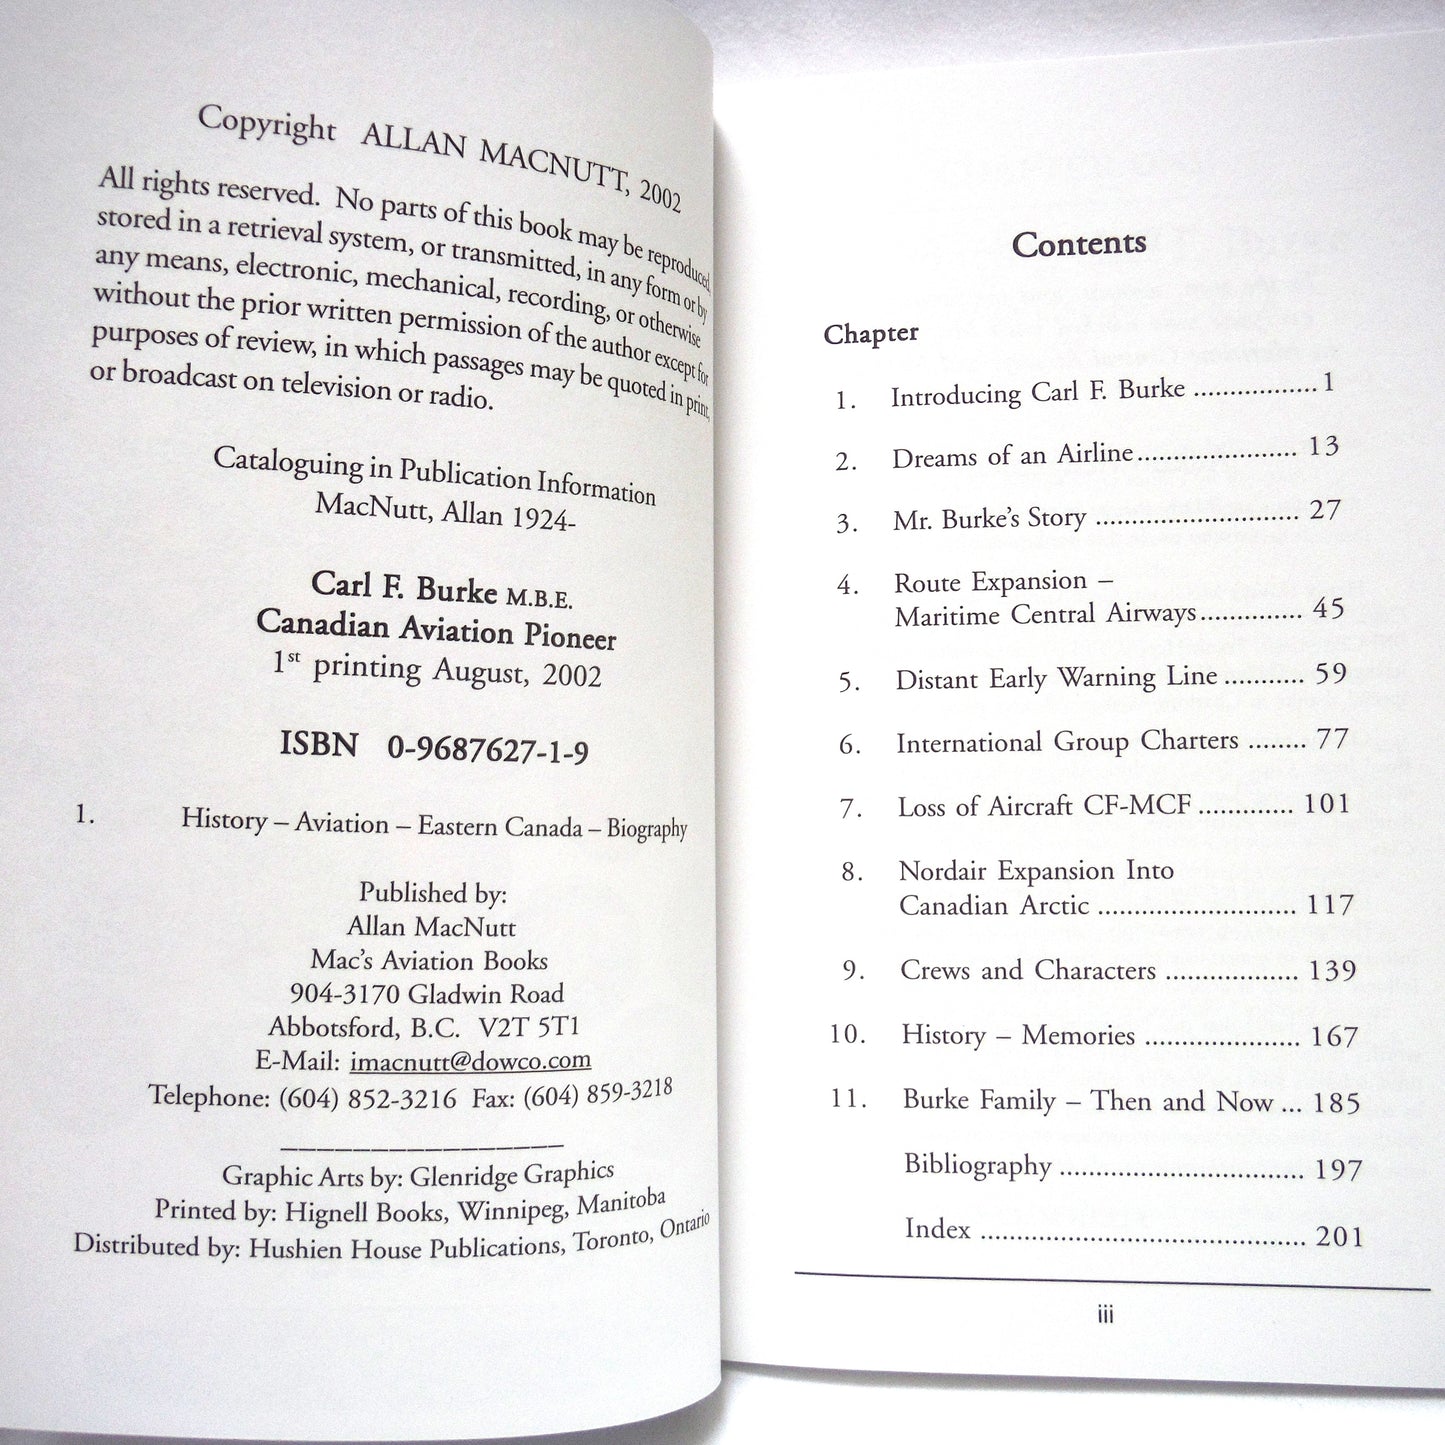 Copyright ALLAN MACNUTT, 2002
All rights reserved. No parts of this book may be reproduced,
stored in a retrieval system, or transmitted, in any form or by
any means, electronic, mechanical, recording, or otherwise
without the prior written permission of the author except for
purposes of review, in which passages may be quoted in print,
or broadcast on television or radio.
Cataloguing in Publication Information
MacNutt, Allan 1924-
Carl F. Burke M.B.E.
Canadian Aviation Pioneer
1st printing August, 2002
ISBN 0-9687627-1-9
1. History – Aviation – Eastern Canada – Biography
Published by:
Allan MacNutt
Mac's Aviation Books
904-3170 Gladwin Road
Abbotsford, B.C. V2T 5T1
E-Mail: imacnutt@dowco.com
Telephone: (604) 852-3216 Fax: (604) 859-3218
Graphic Arts by: Glenridge Graphics
Printed by: Hignell Books, Winnipeg, Manitoba
Distributed by: Hushien House Publications, Toronto, Ontario
Contents
Chapter
1. Introducing Carl F. Burke ................. 1
2. Dreams of an Airline ...................... 13
3. Mr. Burke's Story ............................ 27
4. Route Expansion –
Maritime Central Airways .............. 45
5. Distant Early Warning Line ........... 59
6. International Group Charters ........ 77
7. Loss of Aircraft CF-MCF ............. 101
8. Nordair Expansion Into
Canadian Arctic ........................... 117
9. Crews and Characters .................. 139
10. History – Memories ..................... 167
11. Burke Family – Then and Now ... 185
Bibliography .................................. 197
Index ............................................. 201
iii